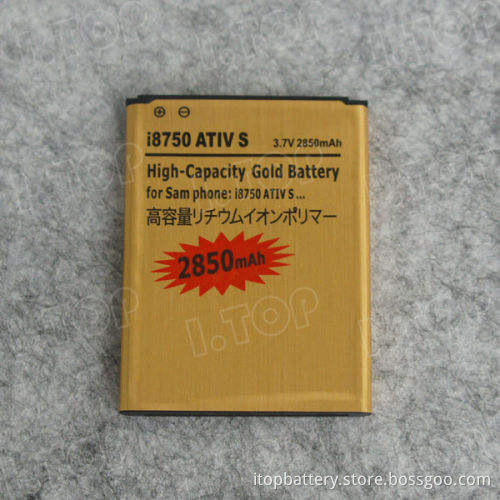 i8750 ATIV S 3.7V 2850mAh
High-Capacity Gold Battery
for Sam phone: i8750 ATIV S ...
高容量リチウムイオンポリマー
2850mAh
I.TOP
itopbattery.store.bossgoo.com